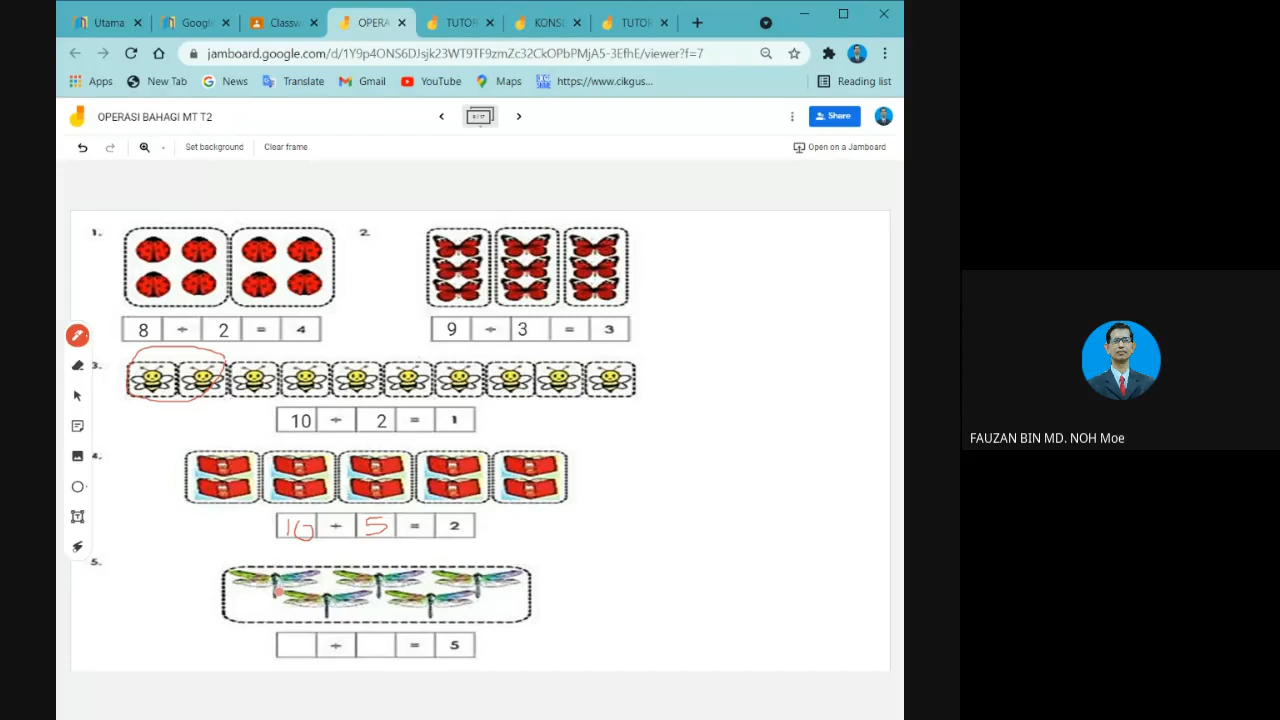 Utama
Google
Classw
OPERA
TUTOR
KONSU
TUTOR
jamboard.google.com/d/1Y9p4ONS6DJsjk23WT9TF9zmZc32CkOPbPMjA5-3EfhE/viewer?f=7
Apps
New Tab
News
Translate
Gmail
YouTube
Maps
https://www.cikgus...
Reading list
OPERASI BAHAGI MT T2
Share
Set background
Clear frame
Open on a Jamboard
1.
2.
8 ÷ 2 = 4
9 ÷ 3 = 3
3.
10 ÷ 2 = 1
4.
10 ÷ 5 = 2
5.
÷ = 5
FAUZAN BIN MD. NOH Moe